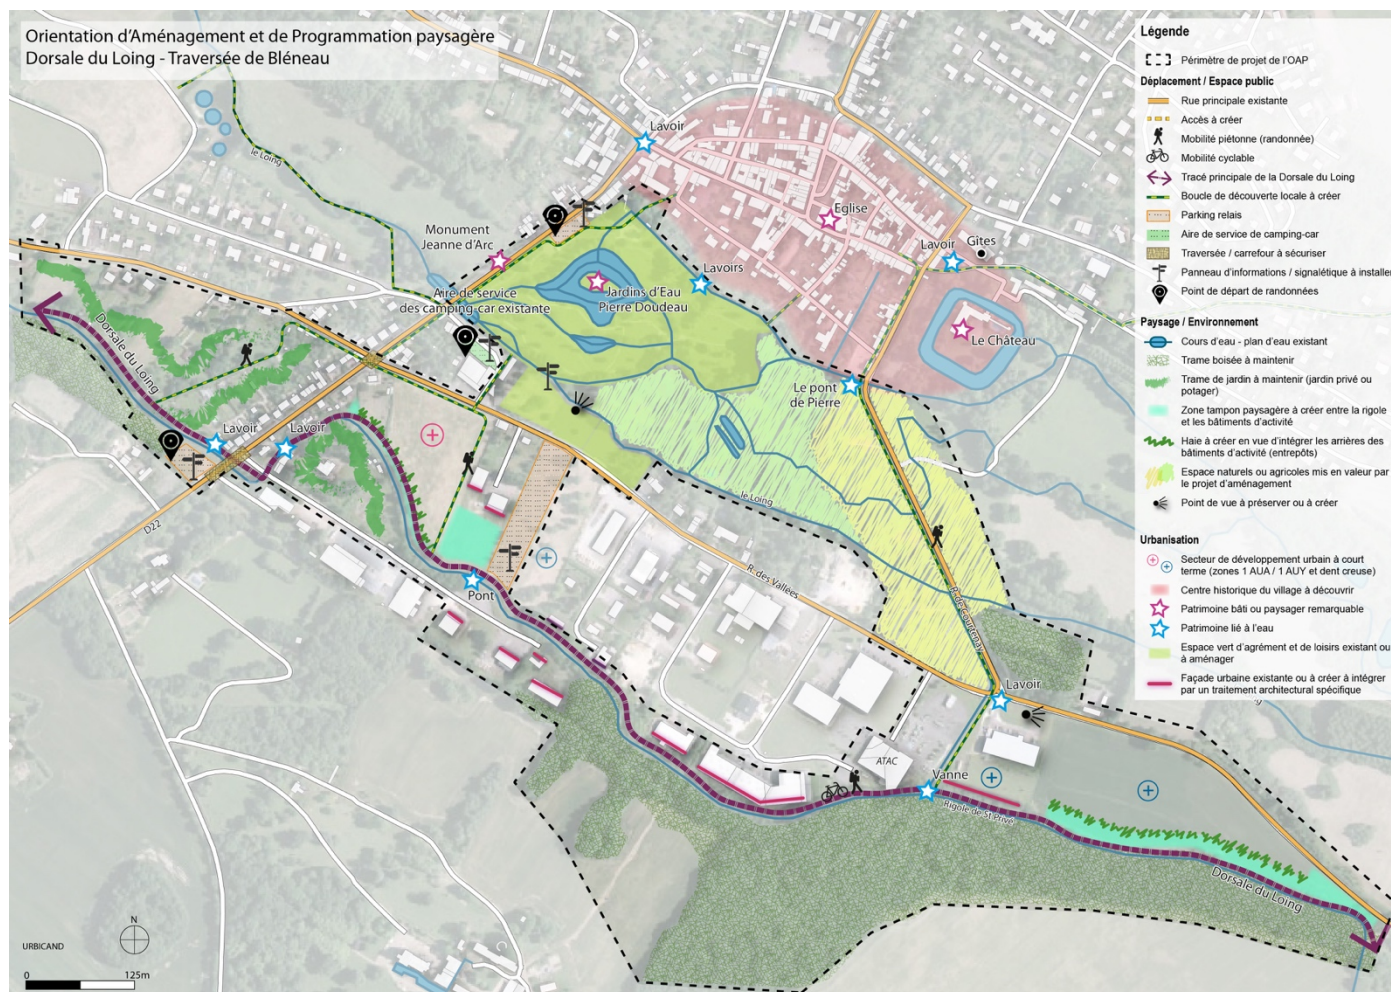 Orientation d'Aménagement et de Programmation paysagère
Dorsale du Loing - Traversée de Bléneau
Lavoir
le Loing
Eglise
Monument
Jeanne d'Arc
Lavoir
Gîtes
Lavoirs
Aire de service
des camping-car existante
Jardins d'Eau
Pierre Doudeau
Le Château
Dorsale du Loing
Le pont
de Pierre
Lavoir
Lavoir
le Loing
D22
R. des Vallées
Pont
R. de Courtenay
Lavoir
ATAC
Vanne
Rigole de St Privé
Dorsale du Loing
N
URBICAND
0
125m
Légende
Périmètre de projet de l'OAP
Déplacement / Espace public
Rue principale existante
Accès à créer
Mobilité piétonne (randonnée)
Mobilité cyclable
Tracé principale de la Dorsale du Loing
Boucle de découverte locale à créer
Parking relais
Aire de service de camping-car
Traversée / carrefour à sécuriser
Panneau d'informations / signalétique à installer
Point de départ de randonnées
Paysage / Environnement
Cours d'eau - plan d'eau existant
Trame boisée à maintenir
Trame de jardin à maintenir (jardin privé ou
potager)
Zone tampon paysagère à créer entre la rigole
et les bâtiments d'activité
Haie à créer en vue d'intégrer les arrières des
bâtiments d'activité (entrepôts)
Espace naturels ou agricoles mis en valeur par
le projet d'aménagement
Point de vue à préserver ou à créer
Urbanisation
Secteur de développement urbain à court
terme (zones 1 AUA / 1 AUY et dent creuse)
Centre historique du village à découvrir
Patrimoine bâti ou paysager remarquable
Patrimoine lié à l'eau
Espace vert d'agrément et de loisirs existant ou
à aménager
Façade urbaine existante ou à créer à intégrer
par un traitement architectural spécifique